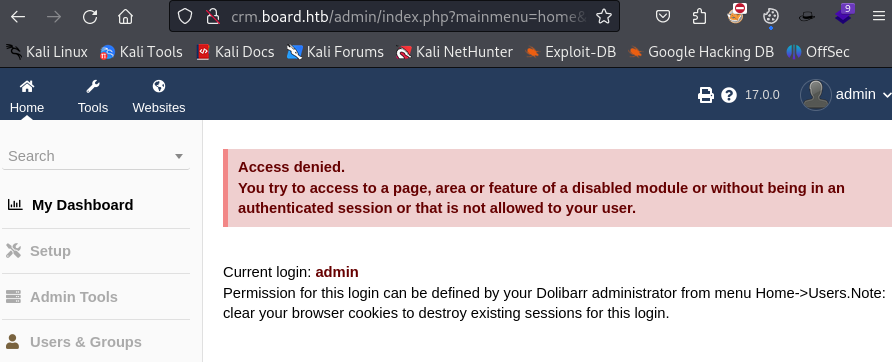 crm.board.htb/admin/index.php?mainmenu=home&
9
Kali Linux Kali Tools Kali Docs Kali Forums Kali NetHunter Exploit-DB Google Hacking DB OffSec
Home Tools Websites 17.0.0 admin
Search
My Dashboard
Setup
Admin Tools
Users & Groups
Access denied.
You try to access to a page, area or feature of a disabled module or without being in an
authenticated session or that is not allowed to your user.
Current login: admin
Permission for this login can be defined by your Dolibarr administrator from menu Home->Users.Note:
clear your browser cookies to destroy existing sessions for this login.